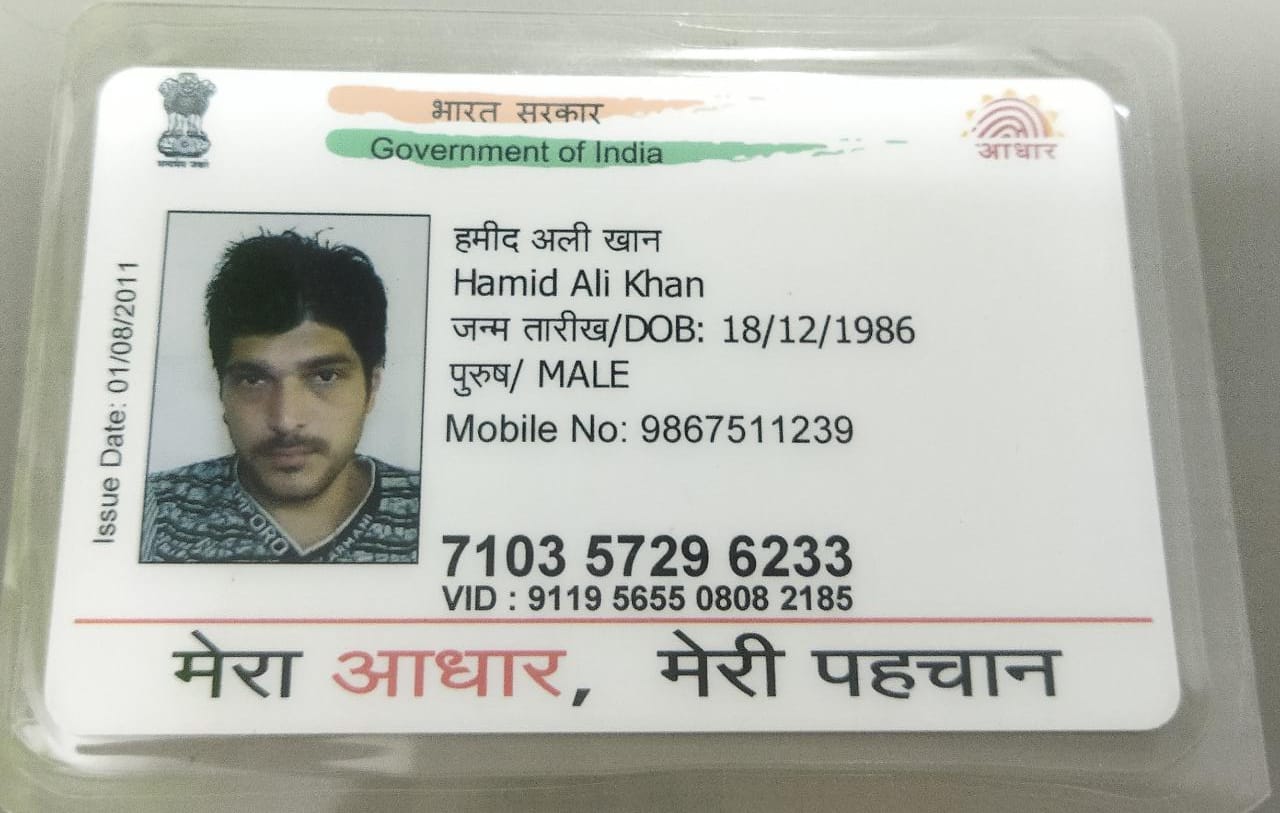 भारत सरकार
Government of India
आधार
Issue Date: 01/08/2011
हमीद अली खान
Hamid Ali Khan
जन्म तारीख/DOB: 18/12/1986
पुरुष/ MALE
Mobile No: 9867511239
7103 5729 6233
VID : 9119 5655 0808 2185
मेरा आधार, मेरी पहचान